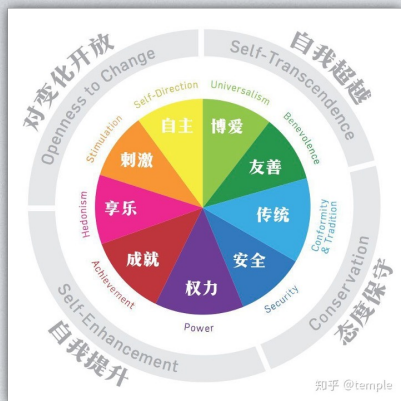 对变化开放
Openness to Change
自我超越
Self-Transcendence
态度保守
Conservation
自我提升
Self-Enhancement
Self-Direction
自主
Universalism
博爱
Benevolence
友善
Conformity
& Tradition
传统
Security
安全
Power
权力
Achievement
成就
Hedonism
享乐
Stimulation
刺激
知乎 @temple